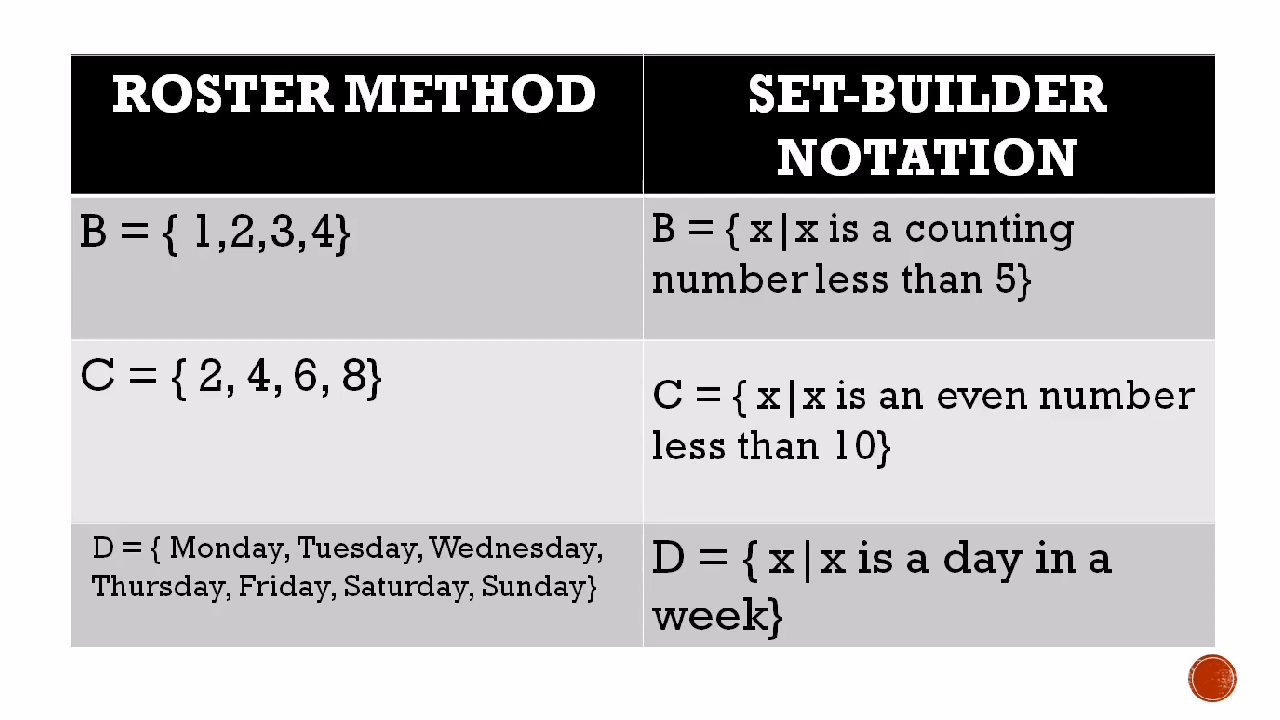 ROSTER METHOD
SET-BUILDER
NOTATION
B = { 1,2,3,4}
B = { x|x is a counting
number less than 5}
C = { 2, 4, 6, 8}
C = { x|x is an even number
less than 10}
D = { Monday, Tuesday, Wednesday,
Thursday, Friday, Saturday, Sunday}
D = { x|x is a day in a
week}